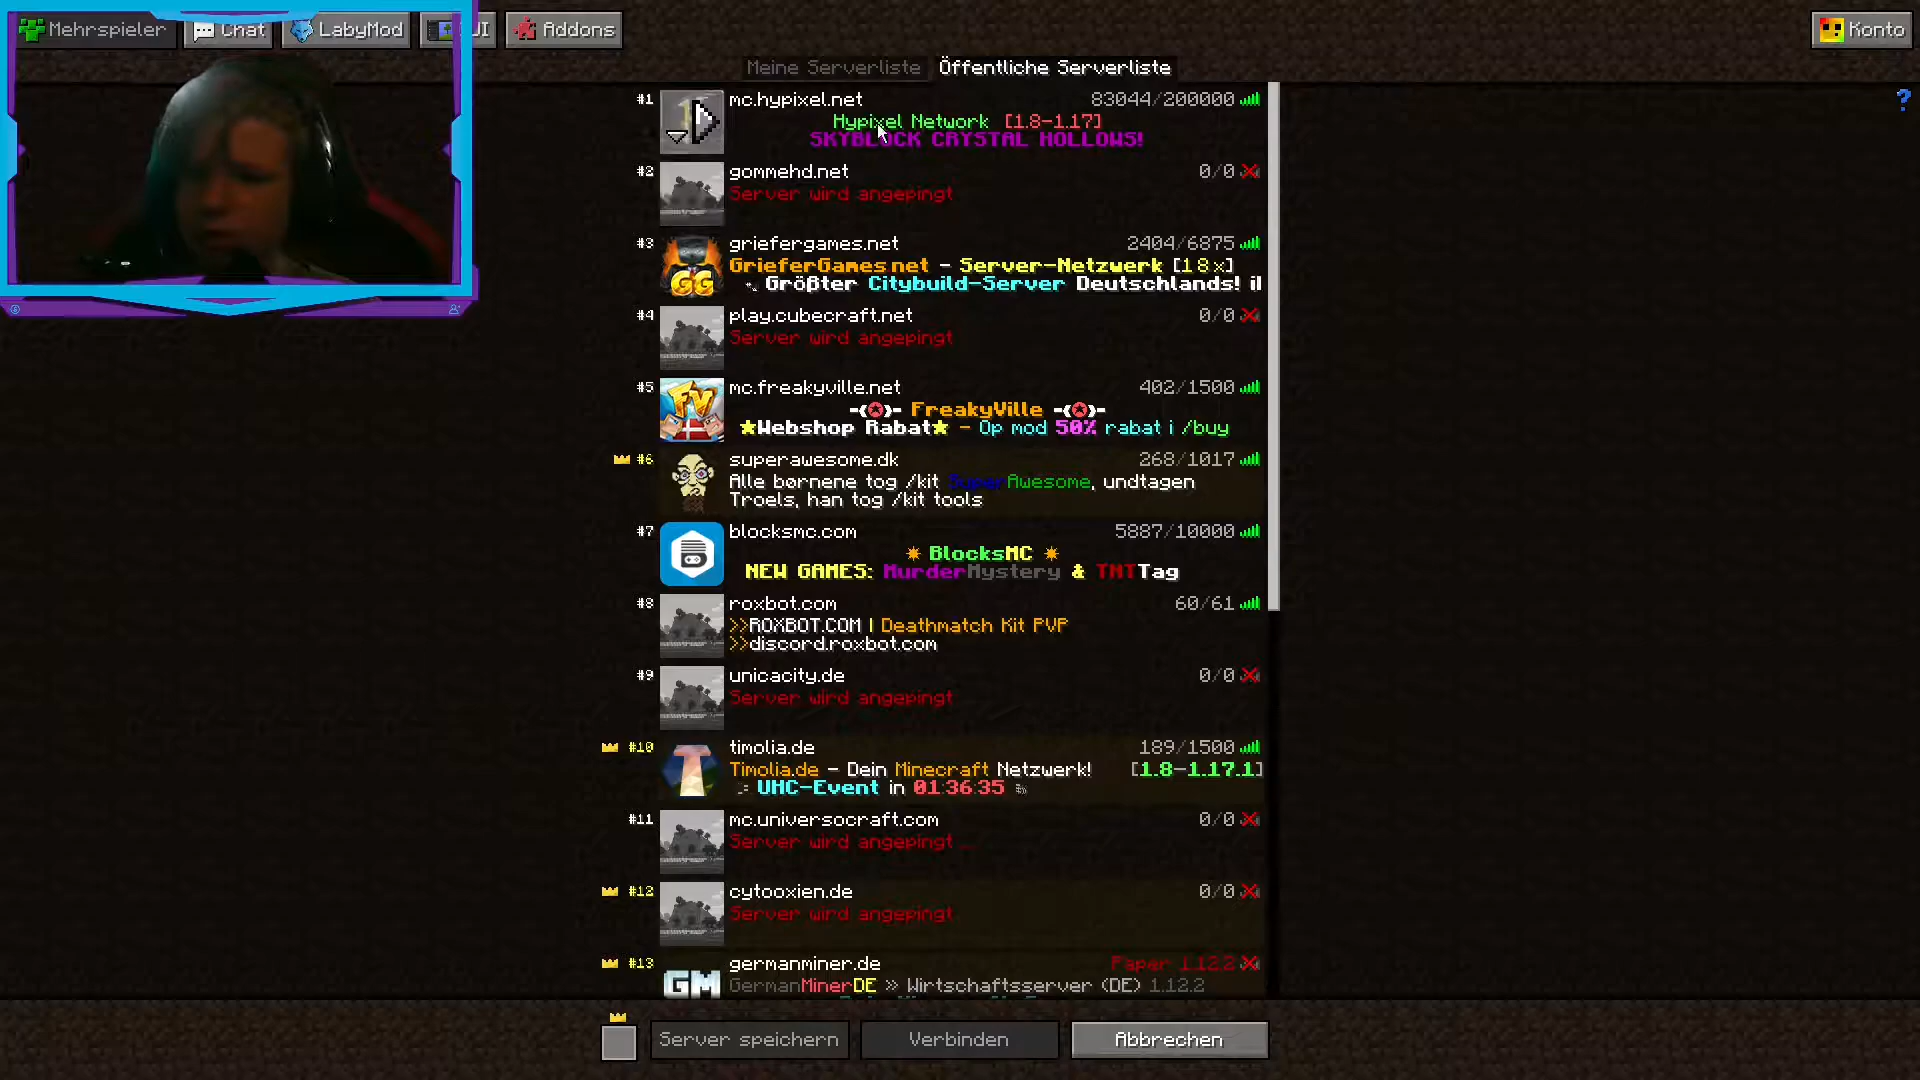 Mehrspieler
Chat
LabyMod
UI
Addons
Konto
Meine Serverliste
Öffentliche Serverliste
?
#1
mc.hypixel.net
83044/200000
Hypixel Network [1.8-1.17]
SKYBLOCK CRYSTAL HOLLOWS!
#2
gommehd.net
0/0
Server wird angepingt
#3
griefergames.net
2404/6875
GG
GrieferGames.net - Server-Netzwerk [1.8.x]
Größter Citybuild-Server Deutschlands!
#4
play.cubecraft.net
0/0
Server wird angepingt
#5
mc.freakyville.net
402/1500
FV
FreakyVille
★Webshop Rabat★ - Op mod 50% rabat i /buy
#6
superawesome.dk
268/1017
Alle børnene tog /kit SuperAwesome, undtagen
Troels, han tog /kit tools
#7
blocksmc.com
5887/10000
BlocksMC
NEW GAMES: MurderMystery & TNTTag
#8
roxbot.com
60/61
>>ROXBOT.COM | Deathmatch Kit PVP
>>discord.roxbot.com
#9
unicacity.de
0/0
Server wird angepingt
#10
timolia.de
189/1500
T
Timolia.de - Dein Minecraft Netzwerk! [1.8-1.17.1]
UHC-Event in 01:36:35
#11
mc.universocraft.com
0/0
Server wird angepingt ...
#12
cytooxien.de
0/0
Server wird angepingt
#13
germanminer.de
Paper 1.12.2
GM
GermanMinerDE » Wirtschaftsserver (DE) 1.12.2
Server speichern
Verbinden
Abbrechen